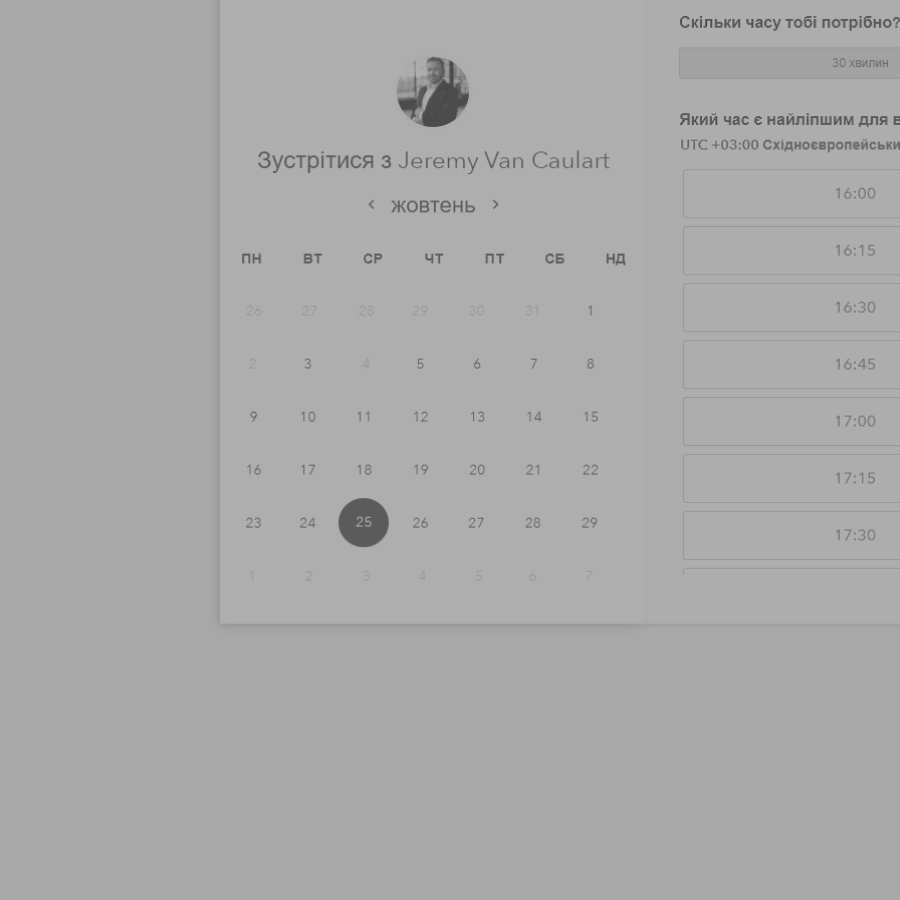 Зустрітися з Jeremy Van Caulart
жовтень
ПН ВТ СР ЧТ ПТ СБ НД
26 27 28 29 30 31 1
2 3 4 5 6 7 8
9 10 11 12 13 14 15
16 17 18 19 20 21 22
23 24 25 26 27 28 29
1 2 3 4 5 6 7
Скільки часу тобі потрібно?
30 хвилин
Який час є найліпшим для
UTC +03:00
16:00
16:15
16:30
16:45
17:00
17:15
17:30